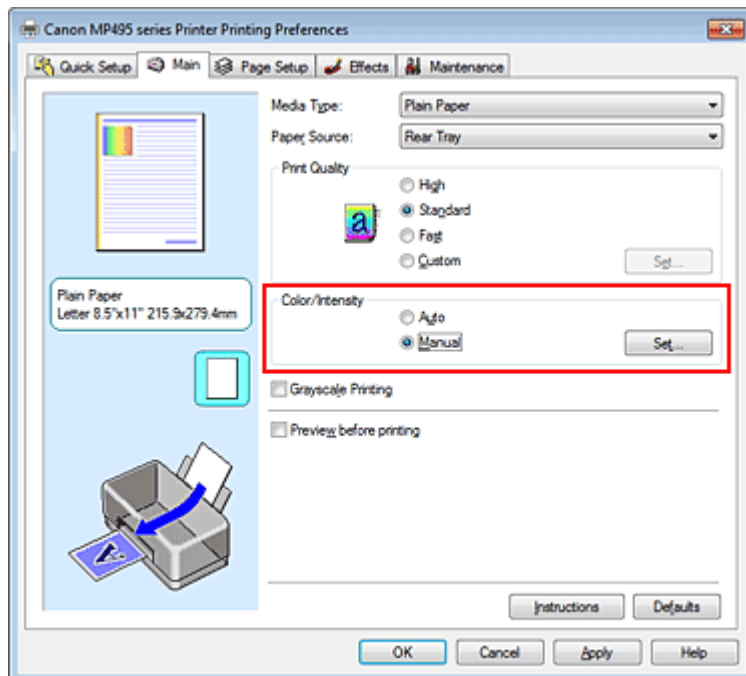 Canon MP495 series Printer Printing Preferences
Quick Setup Main Page Setup Effects Maintenance
Media Type: Plain Paper
Paper Source: Rear Tray
Print Quality
High
a Standard
Fast
Custom Set...
Plain Paper
Letter 8.5"x11" 215.9x279.4mm
Color/Intensity
Auto
Manual Set...
Grayscale Printing
Preview before printing
A
Instructions Defaults
OK Cancel Apply Help